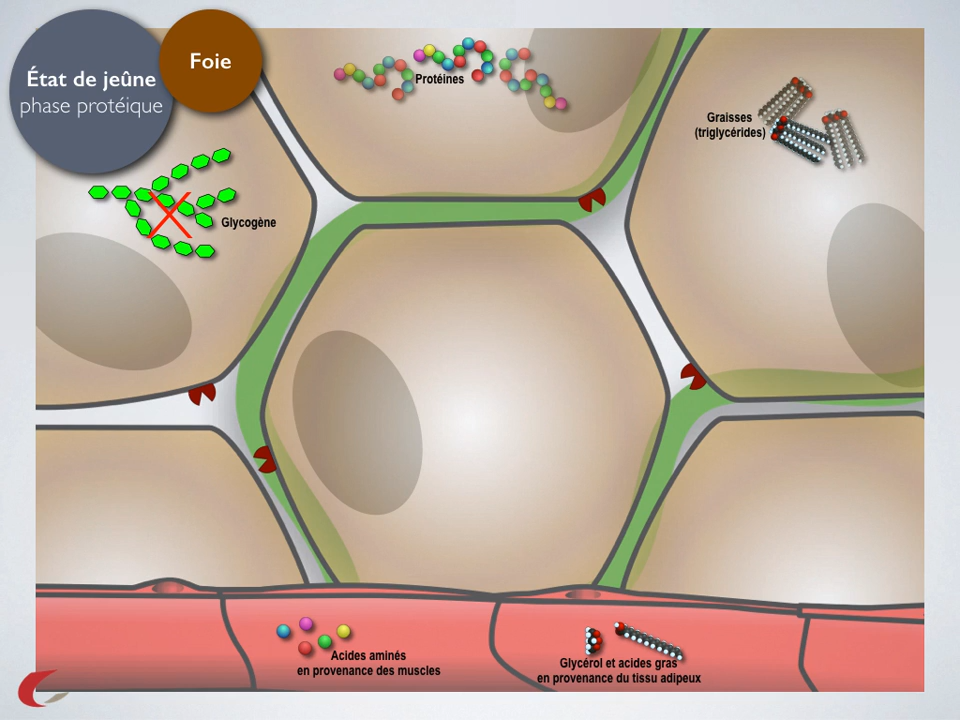 État de jeûne
phase protéique
Foie
Protéines
Graisses
(triglycérides)
Glycogène
Acides aminés
en provenance des muscles
Glycérol et acides gras
en provenance du tissu adipeux